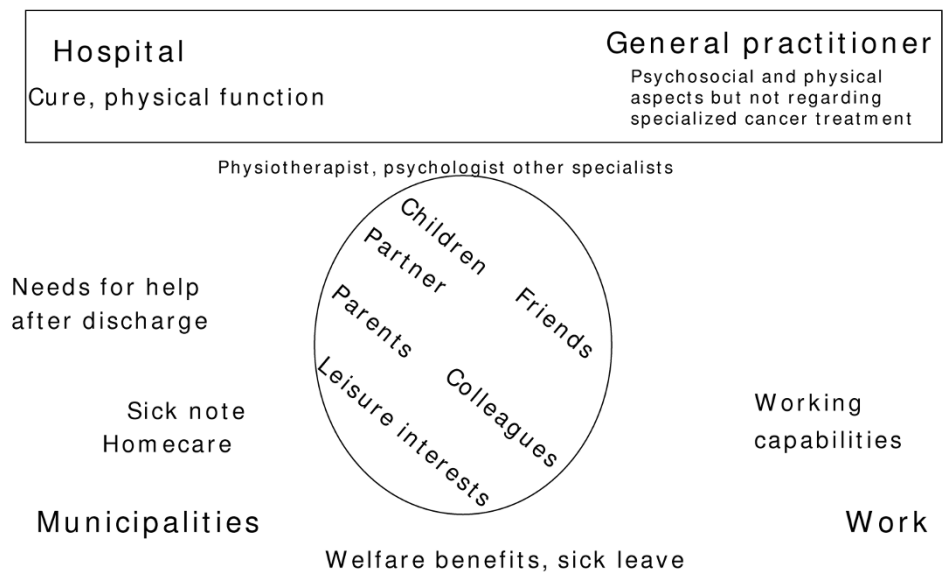 Hospital
Cure, physical function
General practitioner
Psychosocial and physical
aspects but not regarding
specialized cancer treatment
Physiotherapist, psychologist other specialists
Children
Partner
Friends
Parents
Colleagues
Leisure interests
Needs for help
after discharge
Sick note
Homecare
Working
capabilities
Municipalities
Work
Welfare benefits, sick leave